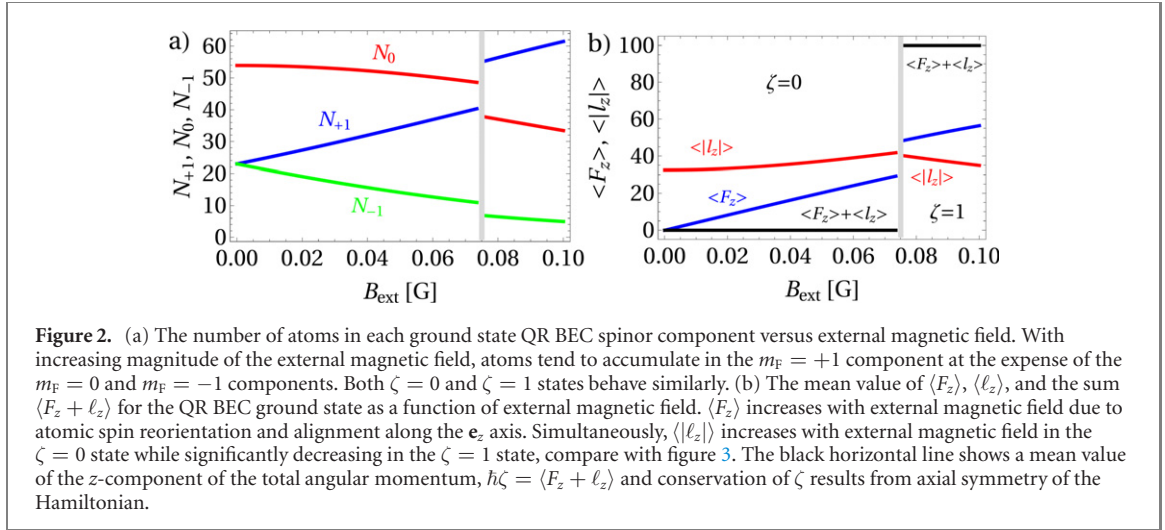 a)
60
50
40
30
20
10
0
N+1, N0, N−1
N0
N+1
N−1
0.00 0.02 0.04 0.06 0.08 0.10
Bext [G]
b)
100
80
60
40
20
0
<Fz>, <|lz|>
ζ=0
<Fz>+<lz>
<|lz|>
<Fz>
<Fz>+<lz>
<|lz|>
ζ=1
0.00 0.02 0.04 0.06 0.08 0.10
Bext [G]
Figure 2. (a) The number of atoms in each ground state QR BEC spinor component versus external magnetic field. With
increasing magnitude of the external magnetic field, atoms tend to accumulate in the mF = +1 component at the expense of the
mF = 0 and mF = −1 components. Both ζ = 0 and ζ = 1 states behave similarly. (b) The mean value of ⟨Fz⟩, ⟨ℓz⟩, and the sum
⟨Fz + ℓz⟩ for the QR BEC ground state as a function of external magnetic field. ⟨Fz⟩ increases with external magnetic field due to
atomic spin reorientation and alignment along the ez axis. Simultaneously, ⟨|ℓz|⟩ increases with external magnetic field in the
ζ = 0 state while significantly decreasing in the ζ = 1 state, compare with figure 3. The black horizontal line shows a mean value
of the z-component of the total angular momentum, ℏζ = ⟨Fz + ℓz⟩ and conservation of ζ results from axial symmetry of the
Hamiltonian.